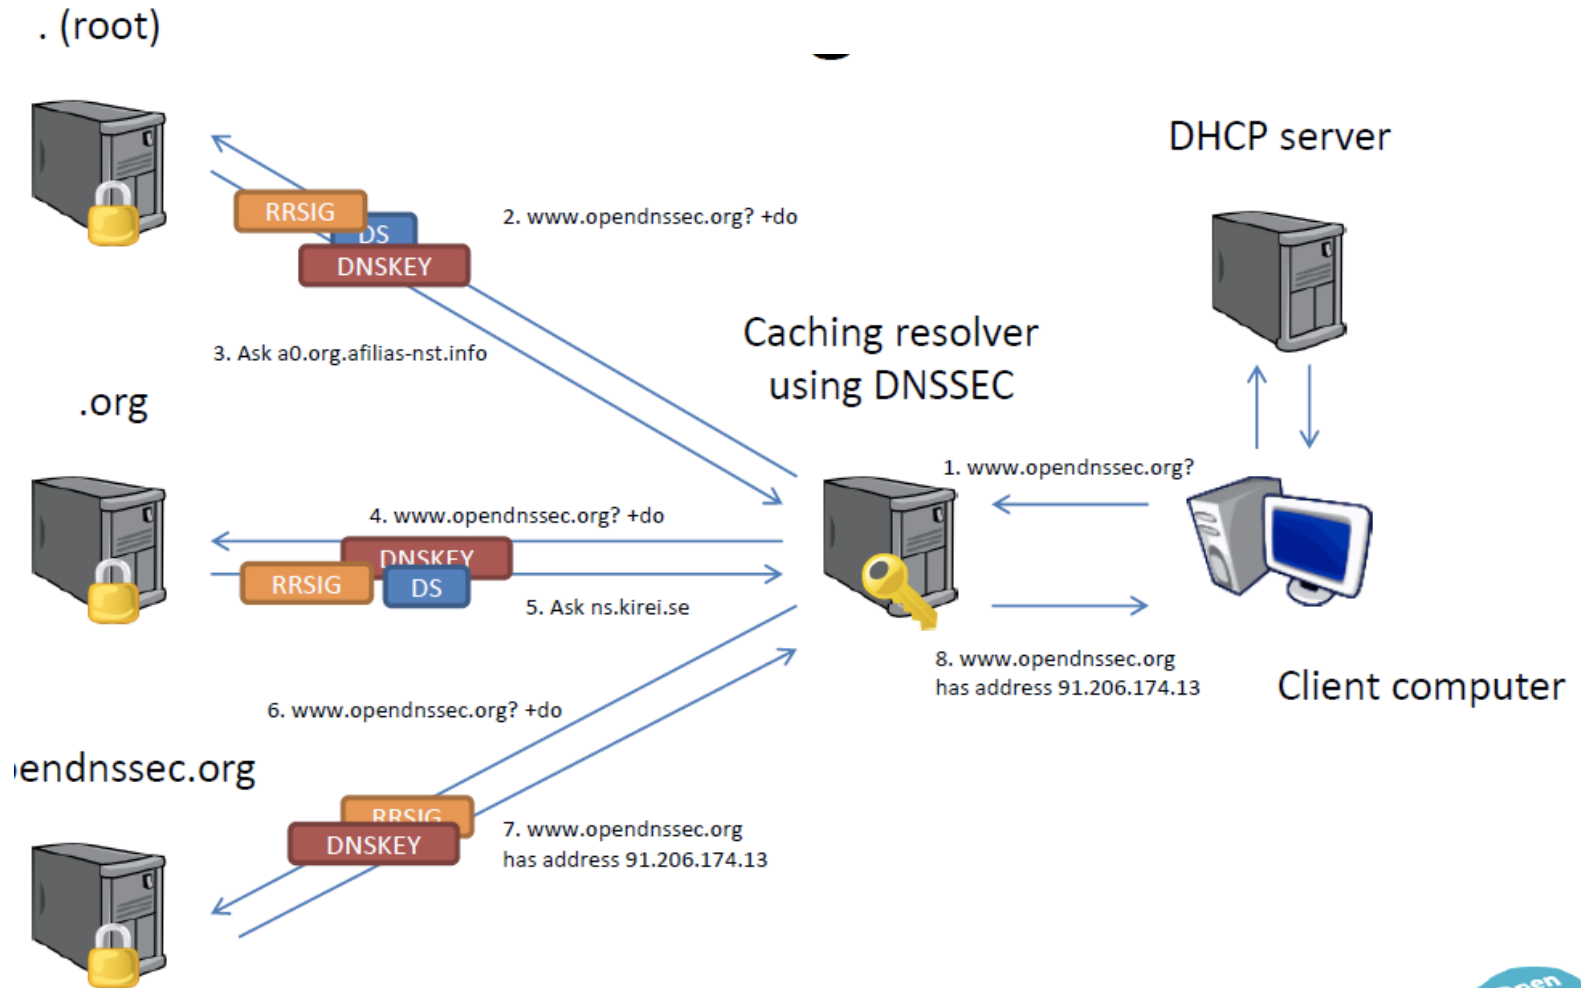 . (root)
DHCP server
RRSIG
DS
DNSKEY
2. www.opendnssec.org? +do
3. Ask a0.org.afilias-nst.info
Caching resolver
using DNSSEC
.org
1. www.opendnssec.org?
4. www.opendnssec.org? +do
DNSKEY
RRSIG
DS
5. Ask ns.kirei.se
8. www.opendnssec.org
has address 91.206.174.13
Client computer
6. www.opendnssec.org? +do
endnssec.org
RRSIG
DNSKEY
7. www.opendnssec.org
has address 91.206.174.13